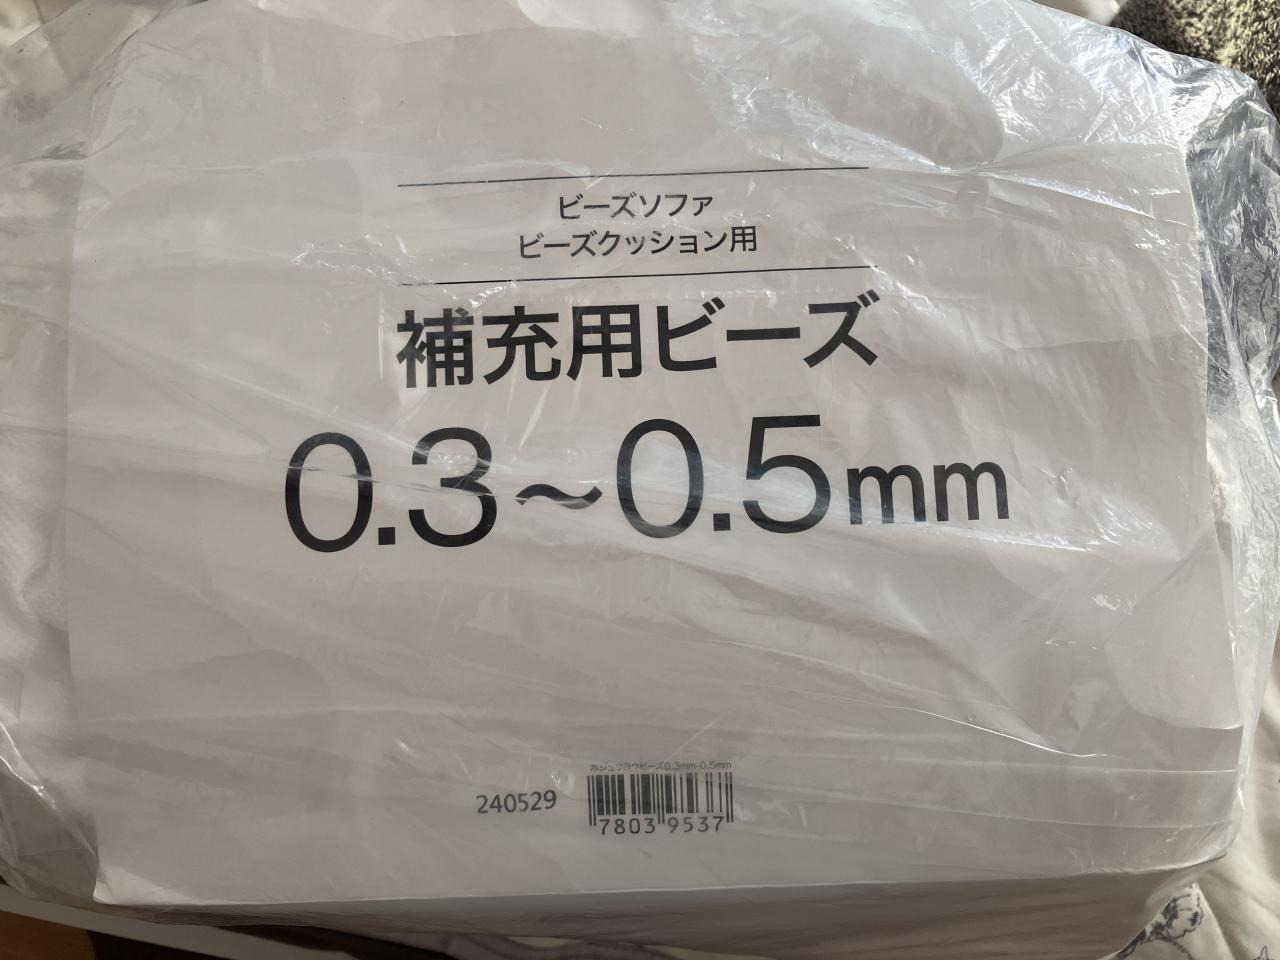 ビーズソファ
ビーズクッション用
補充用ビーズ
0.3～0.5mm
ホジュウヨウビーズ0.3mm-0.5mm
240529
7803 9537